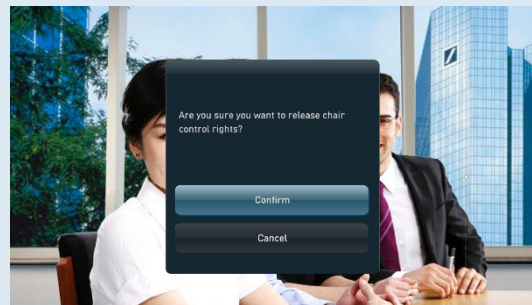 Are you sure you want to release chair
control rights?
Confirm
Cancel